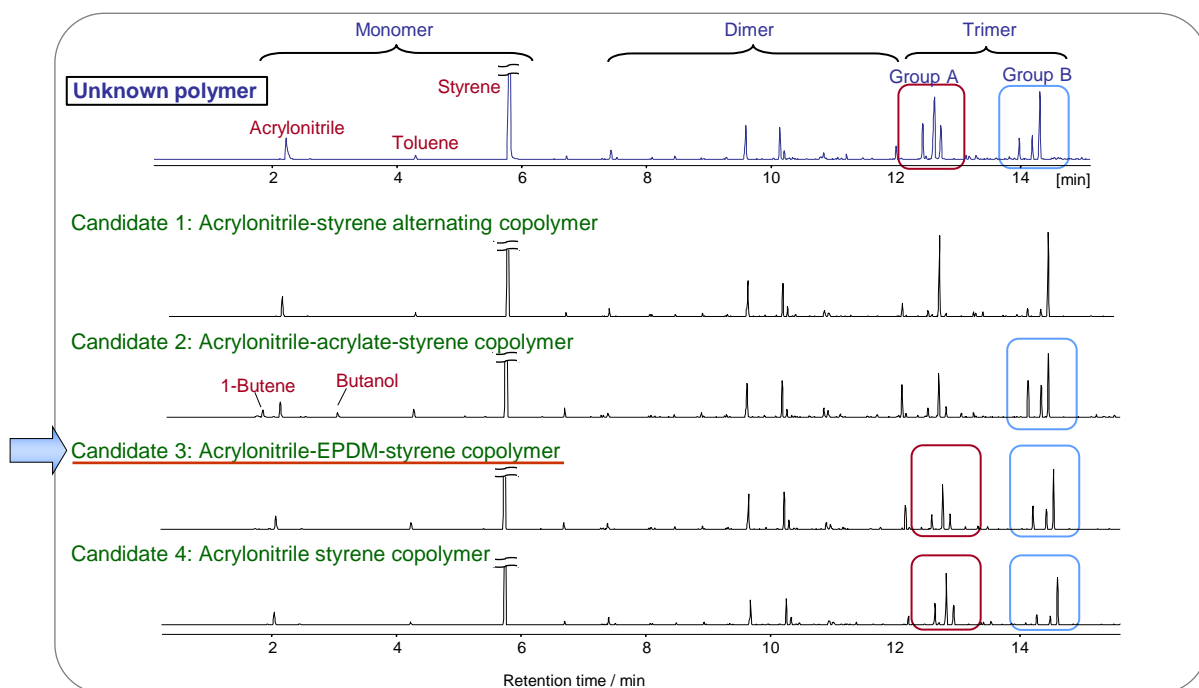 Monomer
Dimer
Trimer
Unknown polymer
Styrene
Group A
Group B
Acrylonitrile
Toluene
2
4
6
8
10
12
14
[min]
Candidate 1: Acrylonitrile-styrene alternating copolymer
Candidate 2: Acrylonitrile-acrylate-styrene copolymer
1-Butene
Butanol
Candidate 3: Acrylonitrile-EPDM-styrene copolymer
Candidate 4: Acrylonitrile styrene copolymer
2
4
6
8
10
12
14
Retention time / min